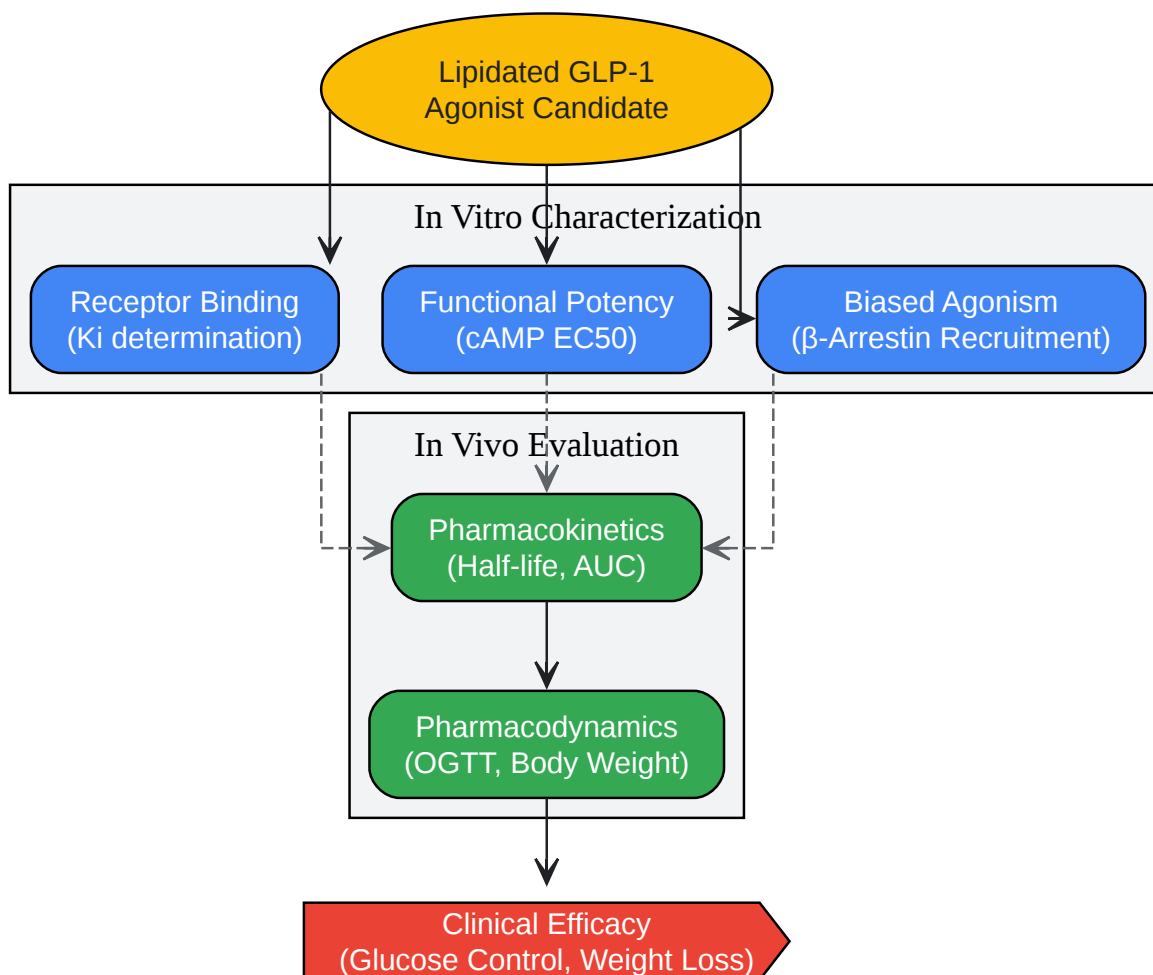 Lipidated GLP-1
Agonist Candidate
In Vitro Characterization
Receptor Binding
(Ki determination)
Functional Potency
(cAMP EC50)
Biased Agonism
(β-Arrestin Recruitment)
In Vivo Evaluation
Pharmacokinetics
(Half-life, AUC)
Pharmacodynamics
(OGTT, Body Weight)
Clinical Efficacy
(Glucose Control, Weight Loss)